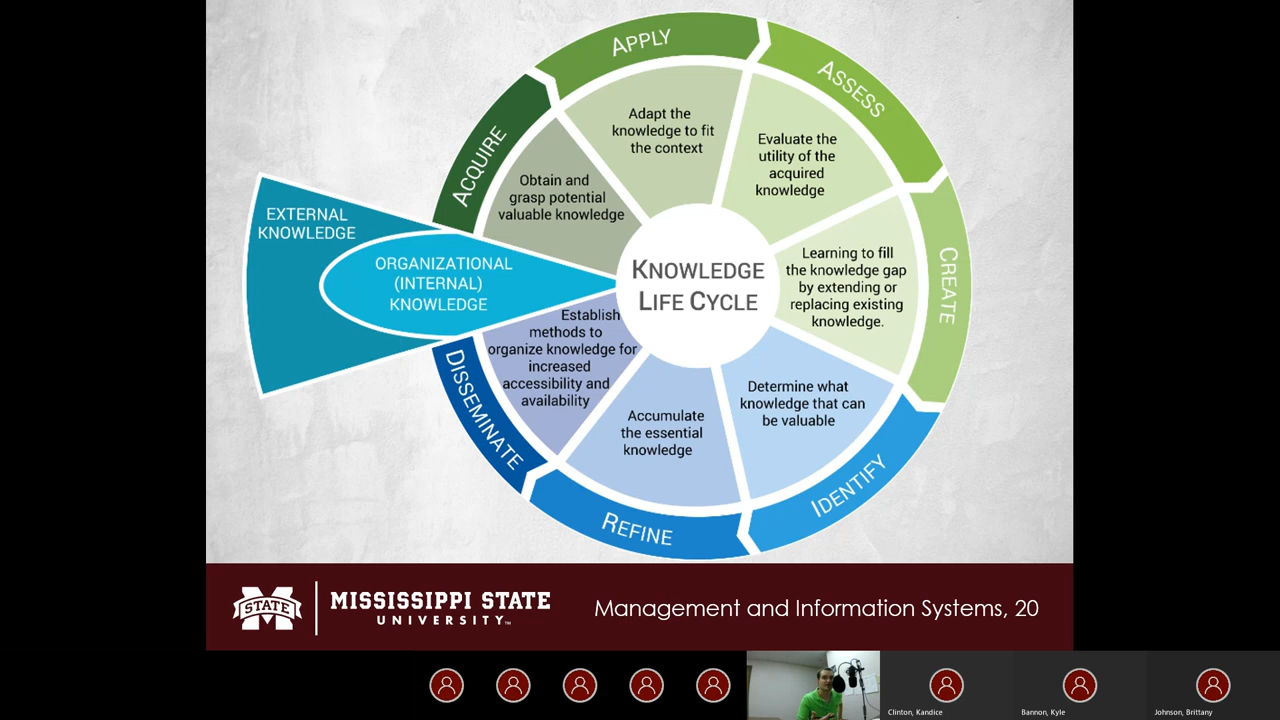 APPLY
ASSESS
ACQUIRE
CREATE
IDENTIFY
REFINE
DISSEMINATE
Adapt the
knowledge to fit
the context
Evaluate the
utility of the
acquired
knowledge
Obtain and
grasp potential
valuable knowledge
EXTERNAL
KNOWLEDGE
ORGANIZATIONAL
(INTERNAL)
KNOWLEDGE
KNOWLEDGE
LIFE CYCLE
Learning to fill
the knowledge gap
by extending or
replacing existing
knowledge.
Establish
methods to
organize knowledge for
increased
accessibility and
availability
Accumulate
the essential
knowledge
Determine what
knowledge that can
be valuable
STATE
MISSISSIPPI STATE
UNIVERSITY™
Management and Information Systems, 20
Clinton, Kandice
Bannon, Kyle
Johnson, Brittany